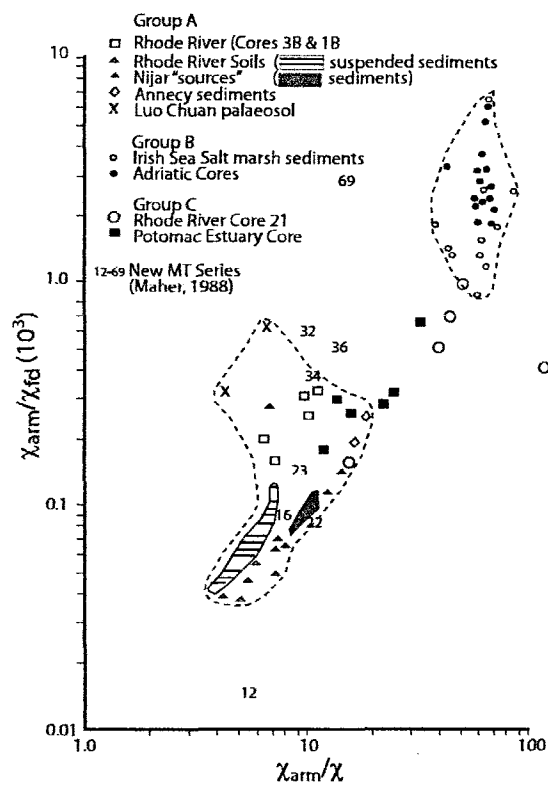 Group A
Rhode River (Cores 3B & 1B
Rhode River Soils ( suspended sediments
Nijar "sources" ( sediments)
Annecy sediments
Luo Chuan palaeosol
Group B
Irish Sea Salt marsh sediments
Adriatic Cores
Group C
Rhode River Core 21
Potomac Estuary Core
12-69 New MT Series
(Maher, 1988)
69
32
36
34
23
16
22
12
10
1.0
0.1
0.01
χarm/χfd (10³)
1.0
10
100
χarm/χ